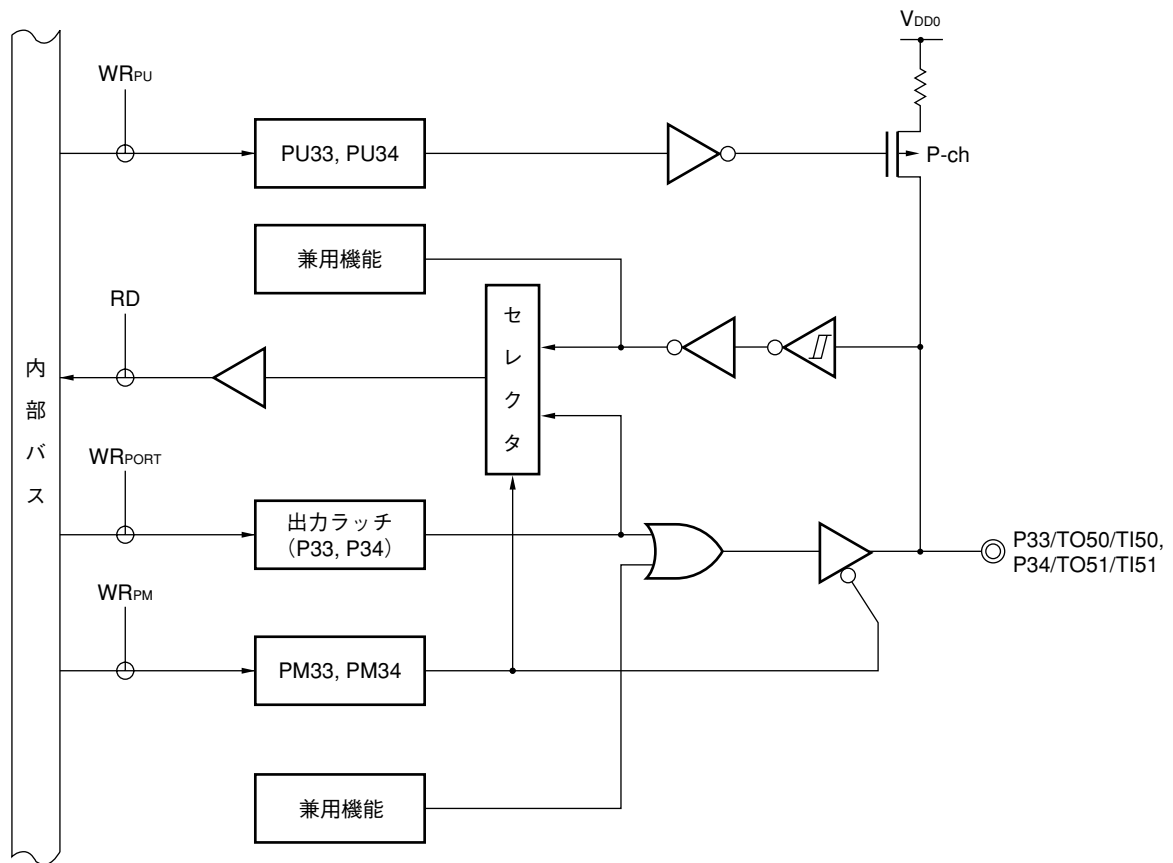 VDD0
WRPU
PU33, PU34
P-ch
兼用機能
RD
セレクタ
内部バス
WRPORT
出力ラッチ
（P33, P34）
P33/TO50/TI50,
P34/TO51/TI51
WRPM
PM33, PM34
兼用機能